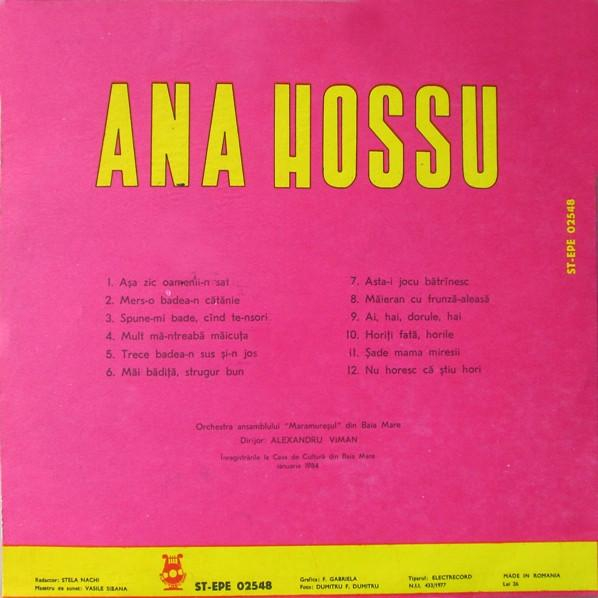 ANA HOSSU
ST-EPE 02548
1. Așa zic oamenii-n sat
2. Mers-o badea-n cătănie
3. Spune-mi bade, cînd te-nsori
4. Mult mă-ntreabă măicuța
5. Trece badea-n sus și-n jos
6. Măi bădiță, strugur bun
7. Asta-i jocu bătrînesc
8. Măieran cu frunză-aleasă
9. Ai, hai, dorule, hai
10. Horiți fată, horile
11. Șade mama miresii
12. Nu horesc că știu hori
Orchestra ansamblului "Maramureșul" din Baia Mare
Dirijor: ALEXANDRU VIMAN
Înregistrările la Casa de Cultură din Baia Mare
ianuarie 1984
Redactor: STELA NACHI
Maestru de sunet: VASILE SIBANA
ST-EPE 02548
Grafica: F. GABRIELA
Foto: DUMITRU F. DUMITRU
Tiparul: ELECTRECORD
N.I.I. 433/1977
MADE IN ROMANIA
Lei 26